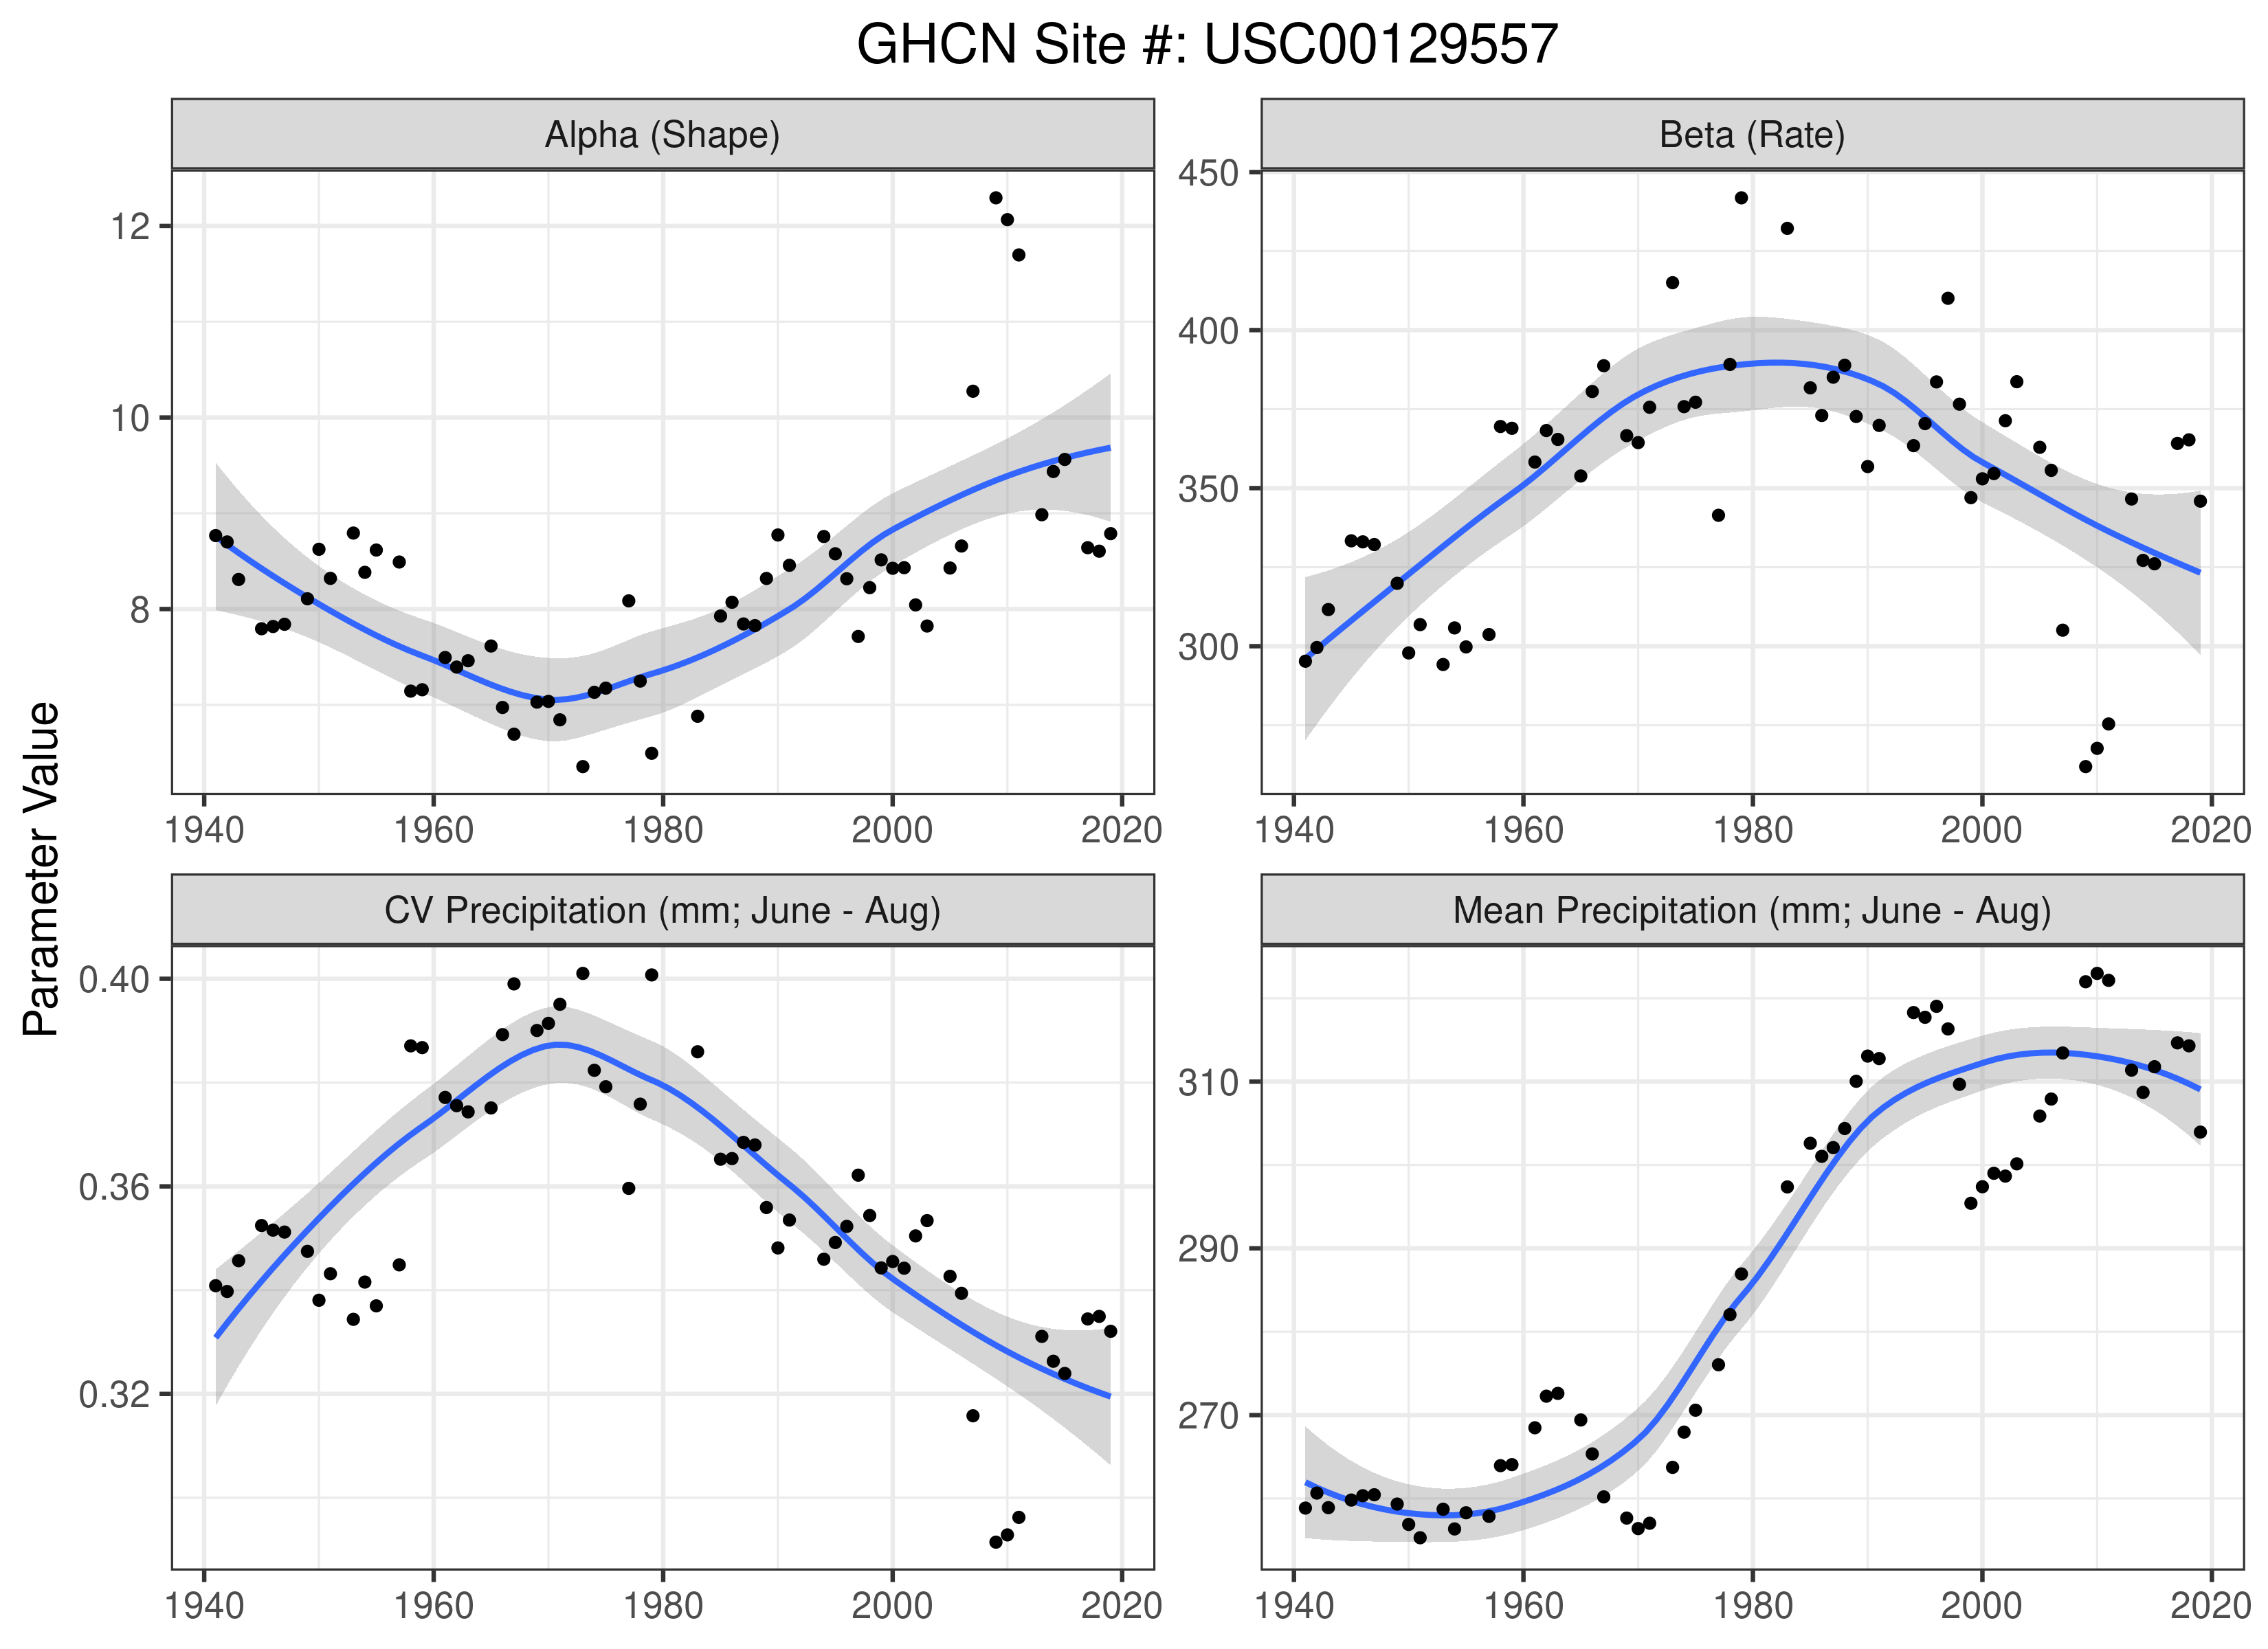 GHCN Site #: USC00129557
Parameter Value
Alpha (Shape)
12
10
8
1940 1960 1980 2000 2020
Beta (Rate)
450
400
350
300
1940 1960 1980 2000 2020
CV Precipitation (mm; June - Aug)
0.40
0.36
0.32
1940 1960 1980 2000 2020
Mean Precipitation (mm; June - Aug)
310
290
270
1940 1960 1980 2000 2020